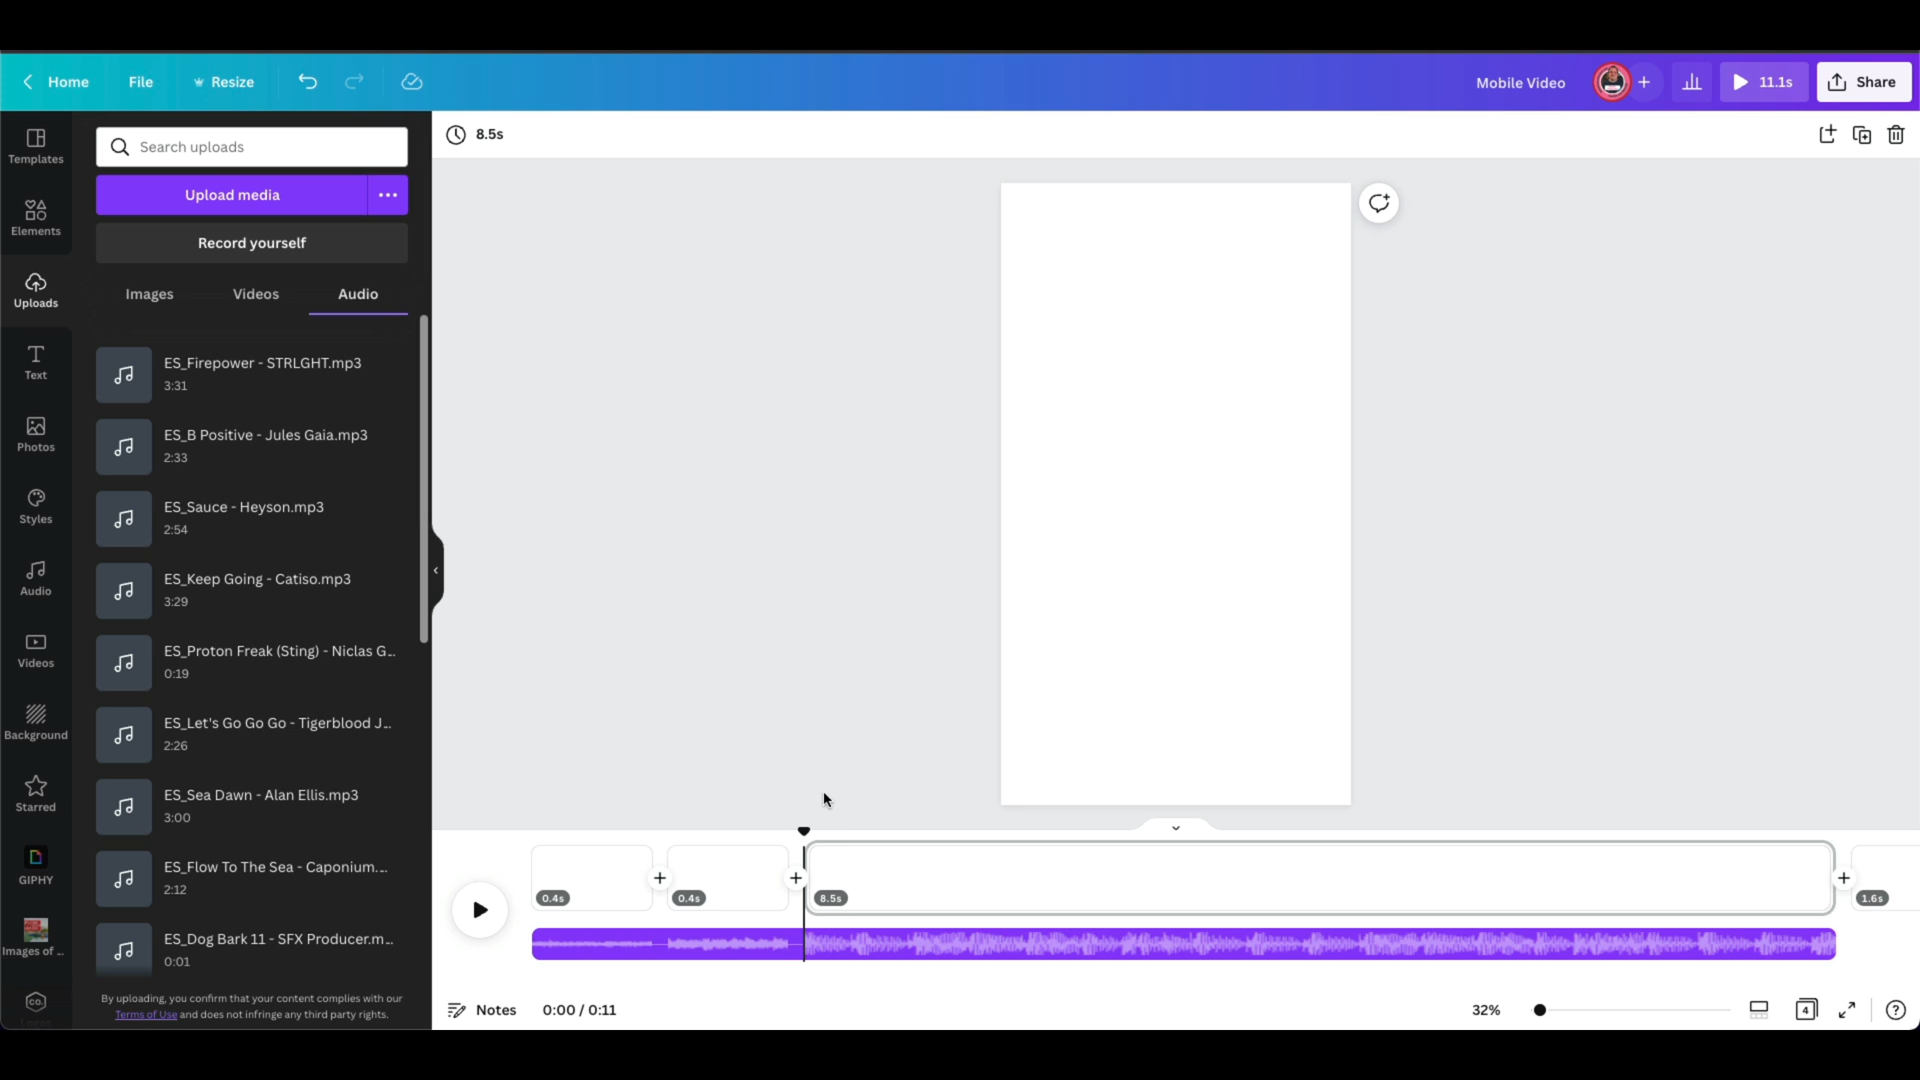 Home
File
Resize
Mobile Video
11.1s
Share
Templates
Elements
Uploads
Text
Photos
Styles
Audio
Videos
Background
Starred
GIPHY
Images of ...
co.
Search uploads
Upload media
Record yourself
Images
Videos
Audio
ES_Firepower - STRLGHT.mp3
3:31
ES_B Positive - Jules Gaia.mp3
2:33
ES_Sauce - Heyson.mp3
2:54
ES_Keep Going - Catiso.mp3
3:29
ES_Proton Freak (Sting) - Niclas G...
0:19
ES_Let's Go Go Go - Tigerblood J...
2:26
ES_Sea Dawn - Alan Ellis.mp3
3:00
ES_Flow To The Sea - Caponium....
2:12
ES_Dog Bark 11 - SFX Producer.m...
0:01
By uploading, you confirm that your content complies with our
Terms of Use and does not infringe any third party rights.
8.5s
0.4s
0.4s
8.5s
1.6s
Notes
0:00 / 0:11
32%
4